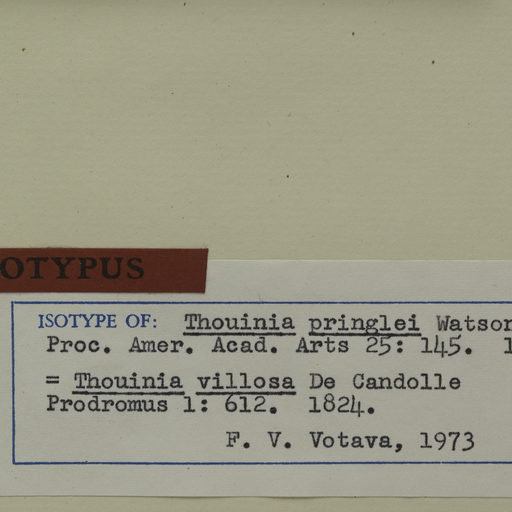 OTYPUS
ISOTYPE OF: Thouinia pringlei Watson
Proc. Amer. Acad. Arts 25: 145. 1
= Thouinia villosa De Candolle
Prodromus 1: 612. 1824.
F. V. Votava, 1973